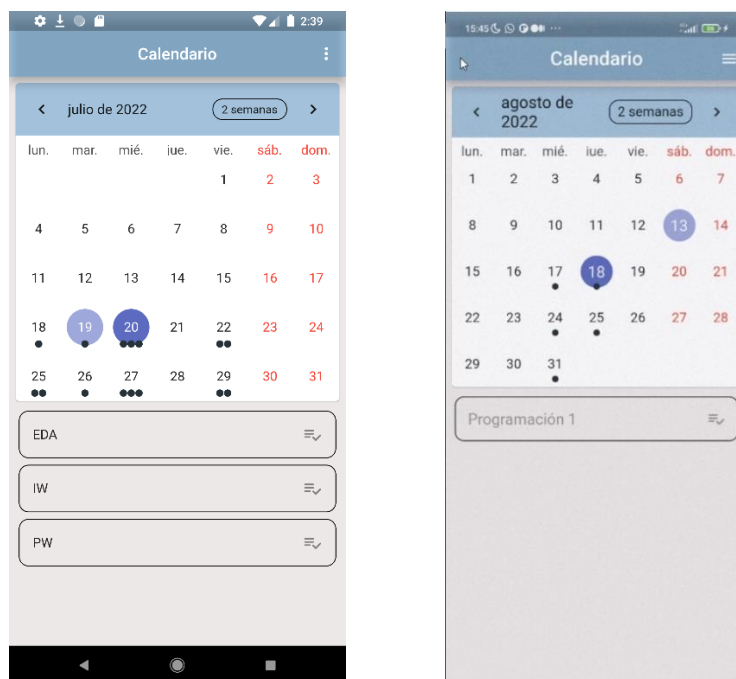 2:39
Calendario
julio de 2022
2 semanas
lun. mar. mié. jue. vie. sáb. dom.
1 2 3
4 5 6 7 8 9 10
11 12 13 14 15 16 17
18 19 20 21 22 23 24
25 26 27 28 29 30 31
EDA
IW
PW
15:45
Calendario
agosto de
2022
2 semanas
lun. mar. mié. jue. vie. sáb. dom.
1 2 3 4 5 6 7
8 9 10 11 12 13 14
15 16 17 18 19 20 21
22 23 24 25 26 27 28
29 30 31
Programación 1